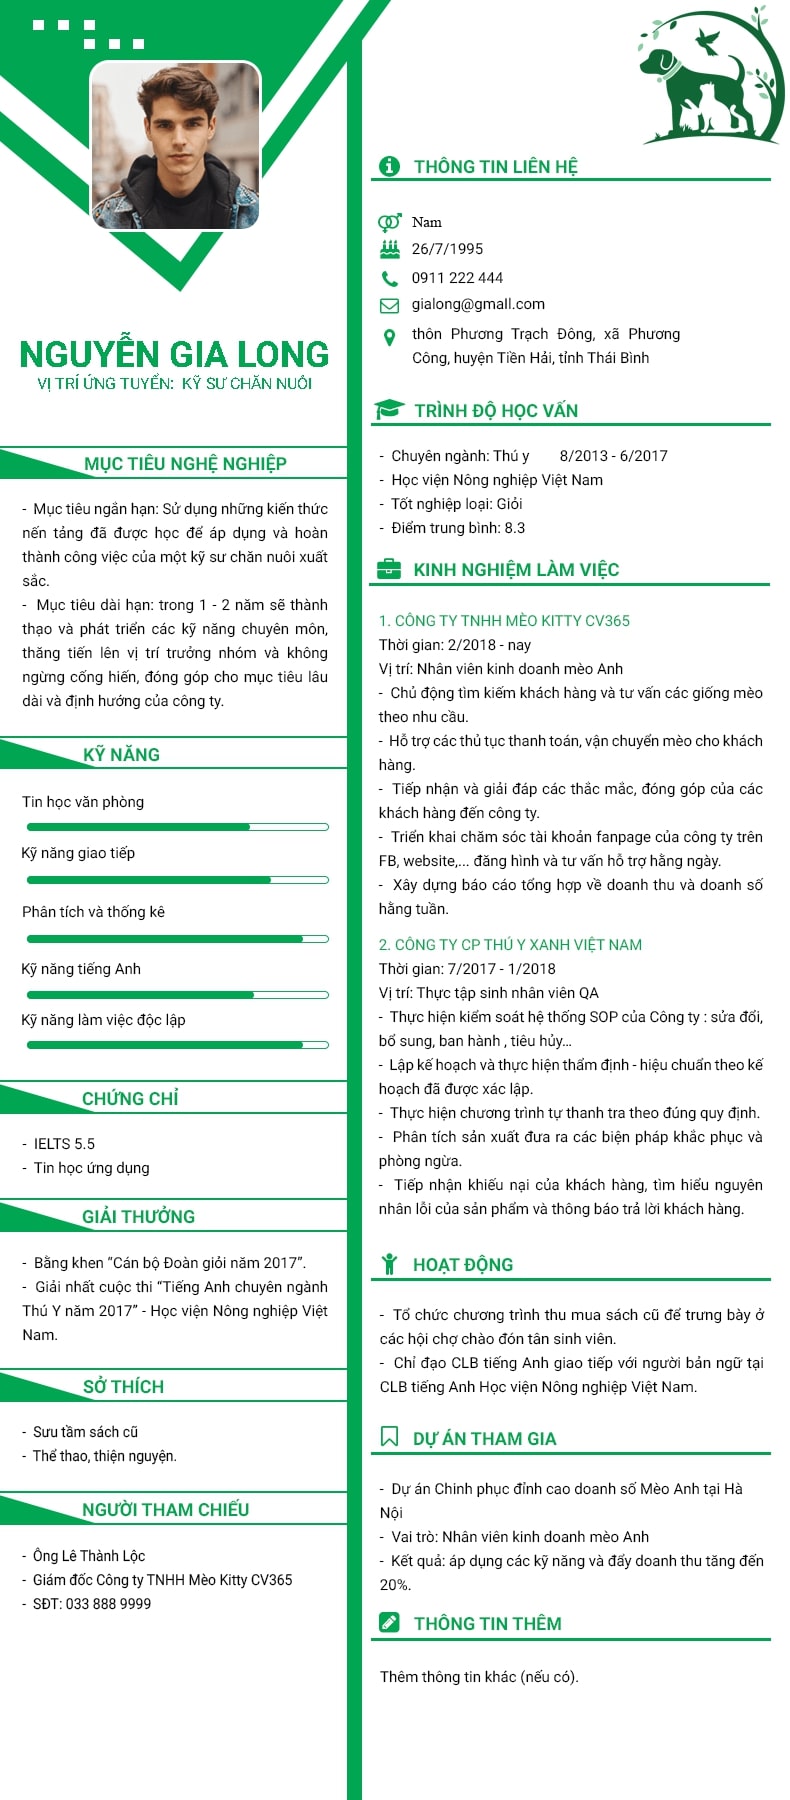 NGUYỄN GIA LONG
VỊ TRÍ ỨNG TUYỂN: KỸ SƯ CHĂN NUÔI
MỤC TIÊU NGHỆ NGHIỆP
- Mục tiêu ngắn hạn: Sử dụng những kiến thức
nến tảng đã được học để áp dụng và hoàn
thành công việc của một kỹ sư chăn nuôi xuất
sắc.
- Mục tiêu dài hạn: trong 1 - 2 năm sẽ thành
thạo và phát triển các kỹ năng chuyên môn,
thăng tiến lên vị trí trưởng nhóm và không
ngừng cống hiến, đóng góp cho mục tiêu lâu
dài và định hướng của công ty.
KỸ NĂNG
Tin học văn phòng
Kỹ năng giao tiếp
Phân tích và thống kê
Kỹ năng tiếng Anh
Kỹ năng làm việc độc lập
CHỨNG CHỈ
- IELTS 5.5
- Tin học ứng dụng
GIẢI THƯỞNG
- Bằng khen “Cán bộ Đoàn giỏi năm 2017”.
- Giải nhất cuộc thi “Tiếng Anh chuyên ngành
Thú Y năm 2017” - Học viện Nông nghiệp Việt
Nam.
SỞ THÍCH
- Sưu tầm sách cũ
- Thể thao, thiện nguyện.
NGƯỜI THAM CHIẾU
- Ông Lê Thành Lộc
- Giám đốc Công ty TNHH Mèo Kitty CV365
- SĐT: 033 888 9999
THÔNG TIN LIÊN HỆ
Nam
26/7/1995
0911 222 444
gialong@gmall.com
thôn Phương Trạch Đông, xã Phương
Công, huyện Tiền Hải, tỉnh Thái Bình
TRÌNH ĐỘ HỌC VẤN
- Chuyên ngành: Thú y 8/2013 - 6/2017
- Học viện Nông nghiệp Việt Nam
- Tốt nghiệp loại: Giỏi
- Điểm trung bình: 8.3
KINH NGHIỆM LÀM VIỆC
1. CÔNG TY TNHH MÈO KITTY CV365
Thời gian: 2/2018 - nay
Vị trí: Nhân viên kinh doanh mèo Anh
- Chủ động tìm kiếm khách hàng và tư vấn các giống mèo
theo nhu cầu.
- Hỗ trợ các thủ tục thanh toán, vận chuyển mèo cho khách
hàng.
- Tiếp nhận và giải đáp các thắc mắc, đóng góp của các
khách hàng đến công ty.
- Triển khai chăm sóc tài khoản fanpage của công ty trên
FB, website,... đăng hình và tư vấn hỗ trợ hằng ngày.
- Xây dựng báo cáo tổng hợp về doanh thu và doanh số
hằng tuần.
2. CÔNG TY CP THÚ Y XANH VIỆT NAM
Thời gian: 7/2017 - 1/2018
Vị trí: Thực tập sinh nhân viên QA
- Thực hiện kiểm soát hệ thống SOP của Công ty : sửa đổi,
bổ sung, ban hành , tiêu hủy...
- Lập kế hoạch và thực hiện thẩm định - hiệu chuẩn theo kế
hoạch đã được xác lập.
- Thực hiện chương trình tự thanh tra theo đúng quy định.
- Phân tích sản xuất đưa ra các biện pháp khắc phục và
phòng ngừa.
- Tiếp nhận khiếu nại của khách hàng, tìm hiểu nguyên
nhân lỗi của sản phẩm và thông báo trả lời khách hàng.
HOẠT ĐỘNG
- Tổ chức chương trình thu mua sách cũ để trưng bày ở
các hội chợ chào đón tân sinh viên.
- Chỉ đạo CLB tiếng Anh giao tiếp với người bản ngữ tại
CLB tiếng Anh Học viện Nông nghiệp Việt Nam.
DỰ ÁN THAM GIA
- Dự án Chinh phục đỉnh cao doanh số Mèo Anh tại Hà
Nội
- Vai trò: Nhân viên kinh doanh mèo Anh
- Kết quả: áp dụng các kỹ năng và đẩy doanh thu tăng đến
20%.
THÔNG TIN THÊM
Thêm thông tin khác (nếu có).